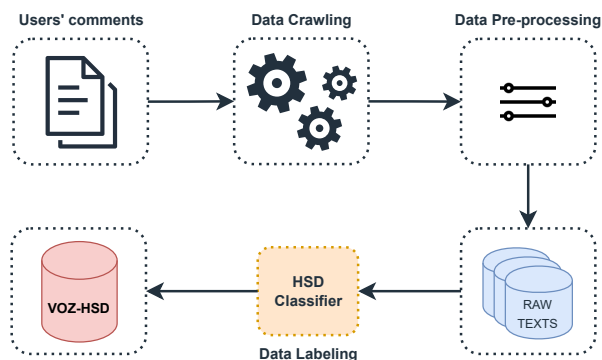 Users' comments
Data Crawling
Data Pre-processing
VOZ-HSD
HSD
Classifier
RAW
TEXTS
Data Labeling